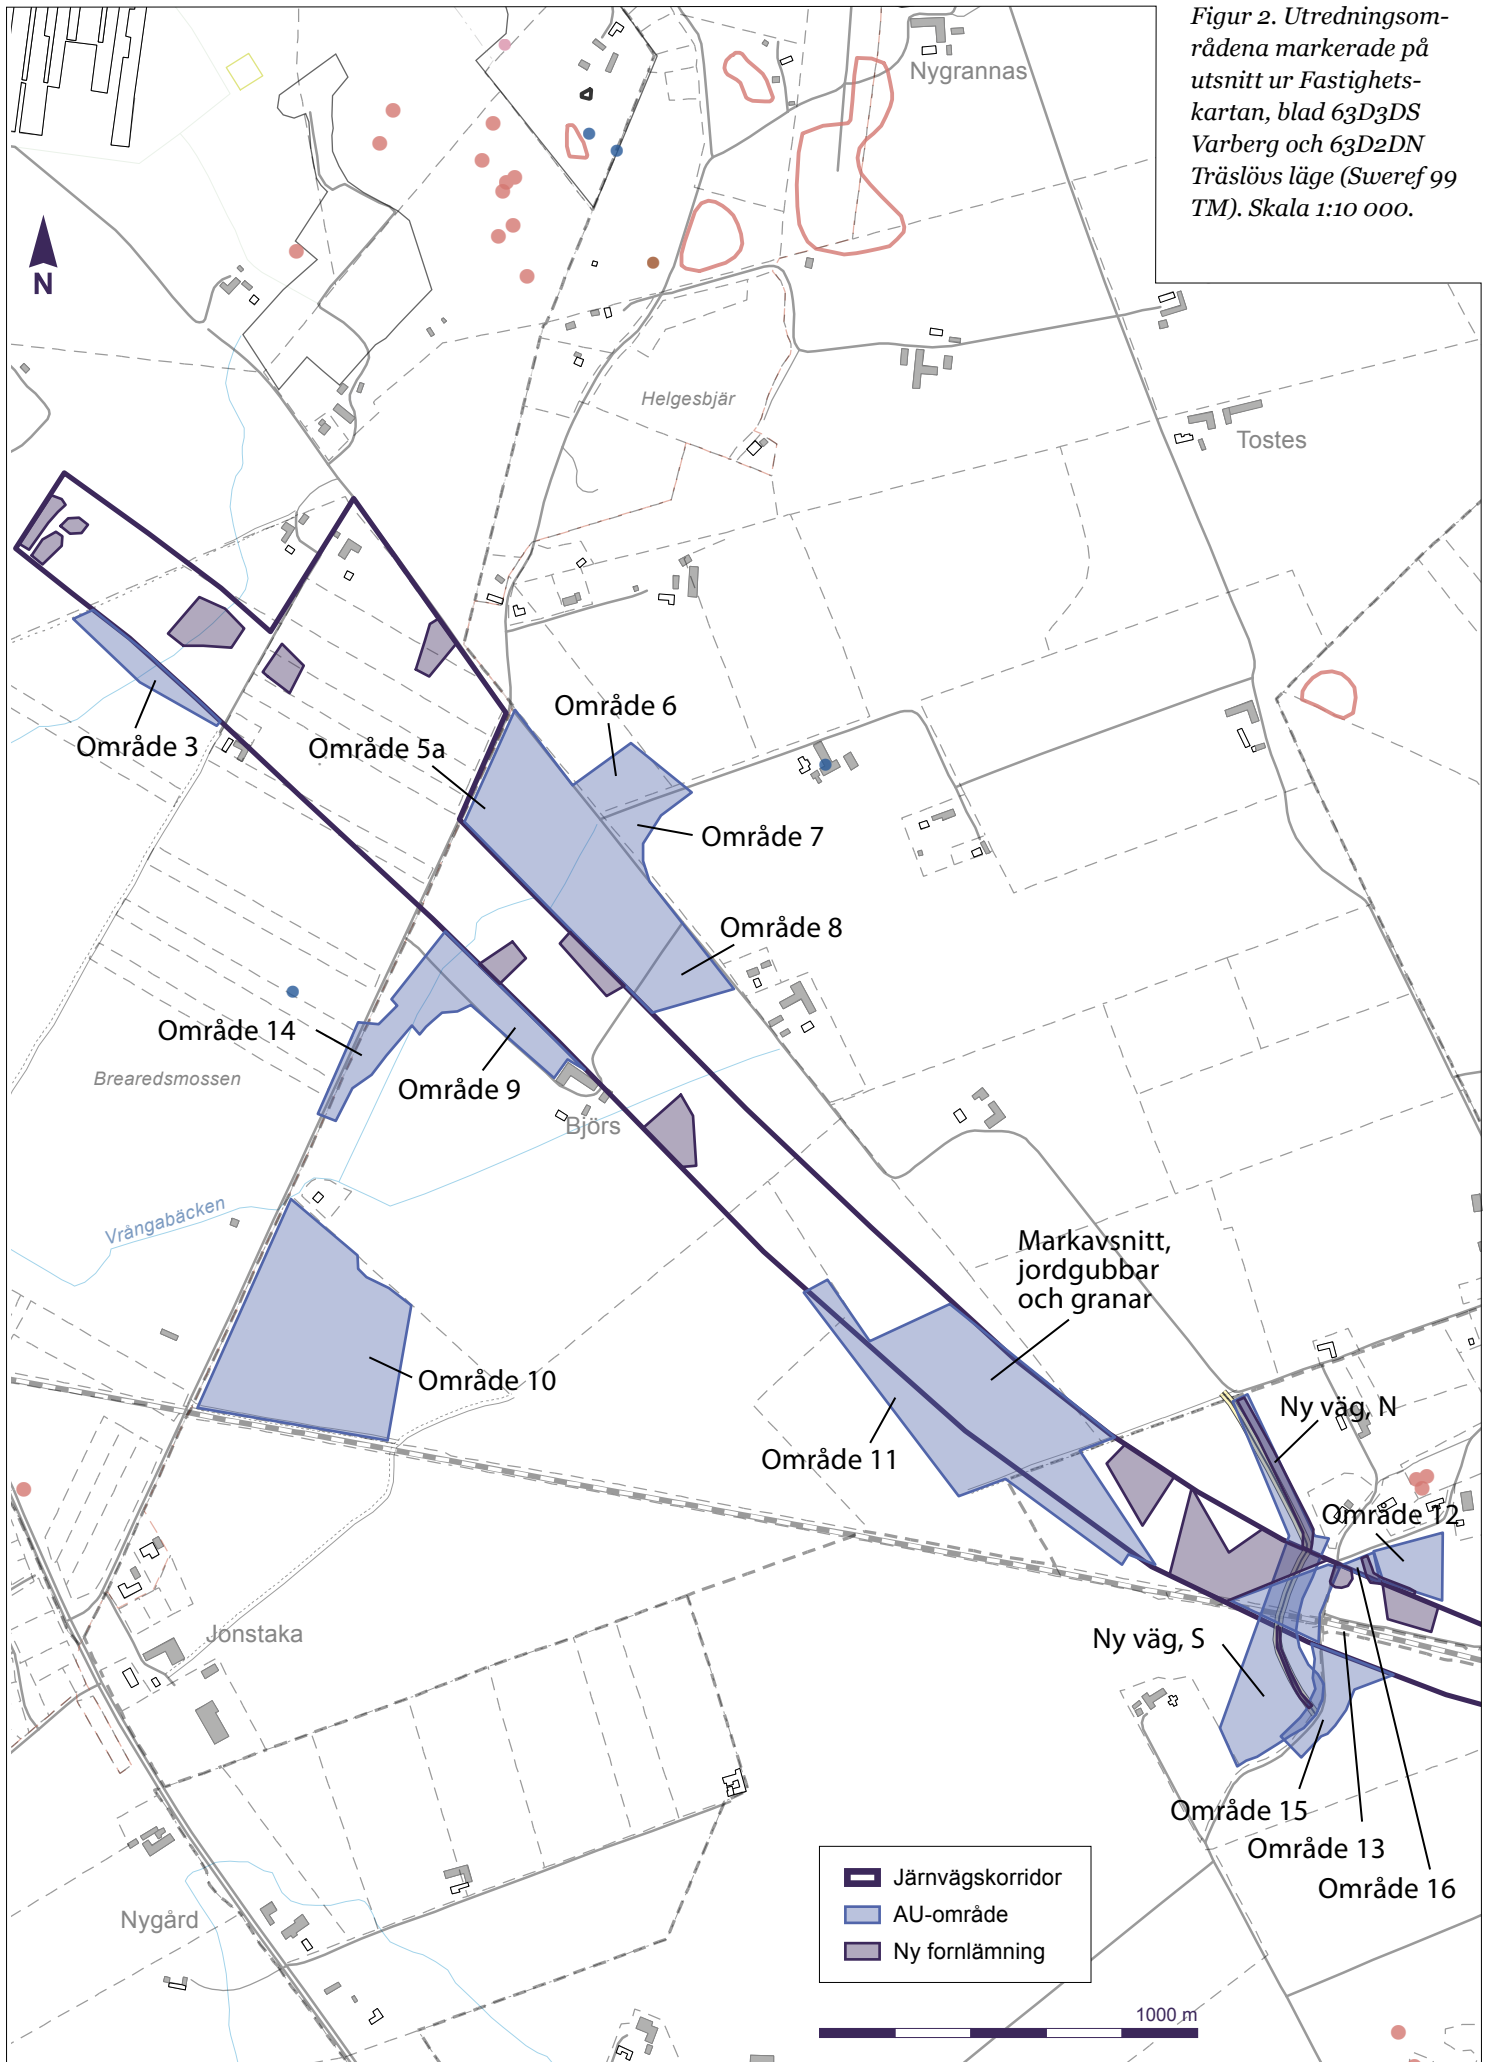 Figur 2. Utredningsom-
rådena markerade på
utsnitt ur Fastighets-
kartan, blad 63D3DS
Varberg och 63D2DN
Träslövs läge (Sweref 99
TM). Skala 1:10 000.
Nygrannas
N
Helgesbjär
Tostes
Område 6
Område 3
Område 5a
Område 7
Område 8
Område 14
Brearedsmossen
Område 9
Björs
Vrångabäcken
Markavsnitt,
jordgubbar
och granar
Område 10
Ny väg, N
Område 11
Område 12
Jonstaka
Ny väg, S
Område 15
Område 13
Område 16
Nygård
Järnvägskorridor
AU-område
Ny fornlämning
1000 m